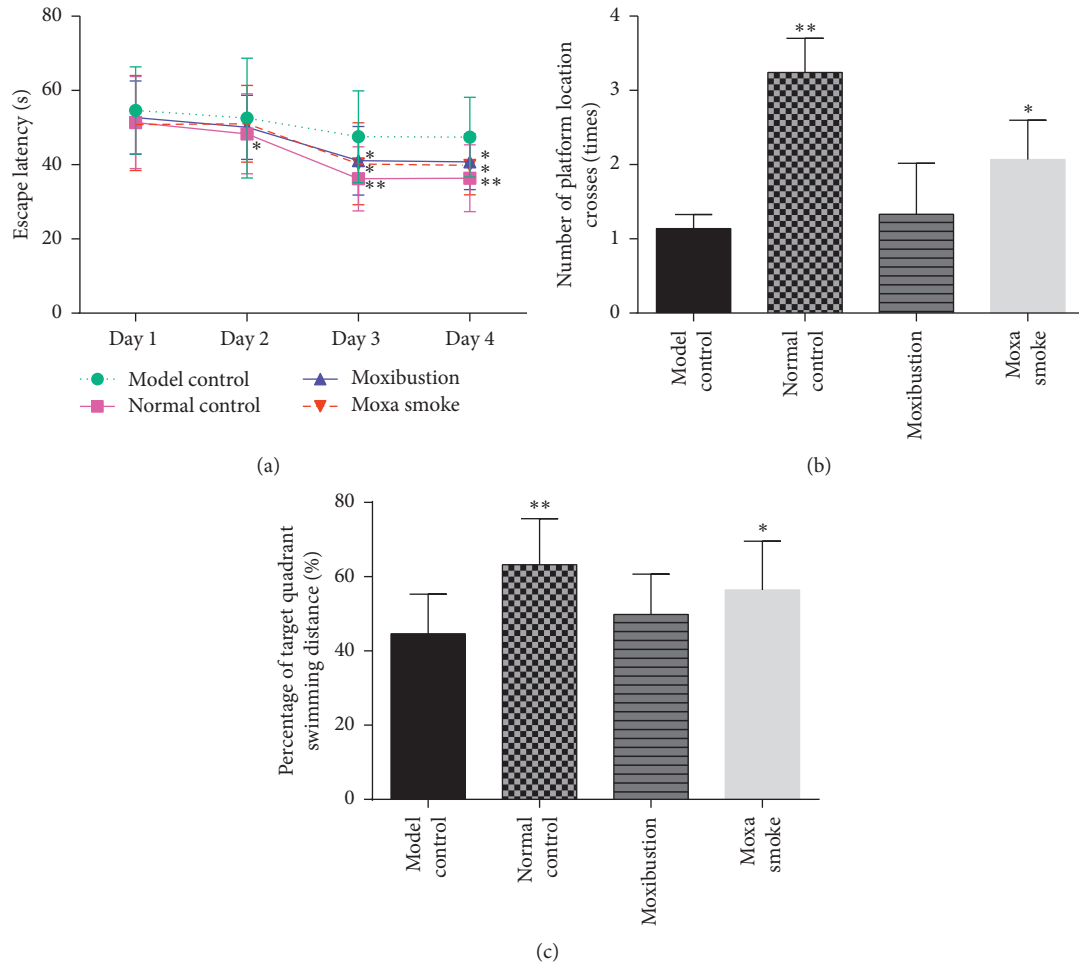 80
60
40
20
0
Escape latency (s)
*
*
*
**
*
*
**
Day 1 Day 2 Day 3 Day 4
Model control
Normal control
Moxibustion
Moxa smoke
(a)
4
3
2
1
0
Number of platform location
crosses (times)
**
*
Model
control
Normal
control
Moxibustion
Moxa
smoke
(b)
80
60
40
20
0
Percentage of target quadrant
swimming distance (%)
**
*
Model
control
Normal
control
Moxibustion
Moxa
smoke
(c)